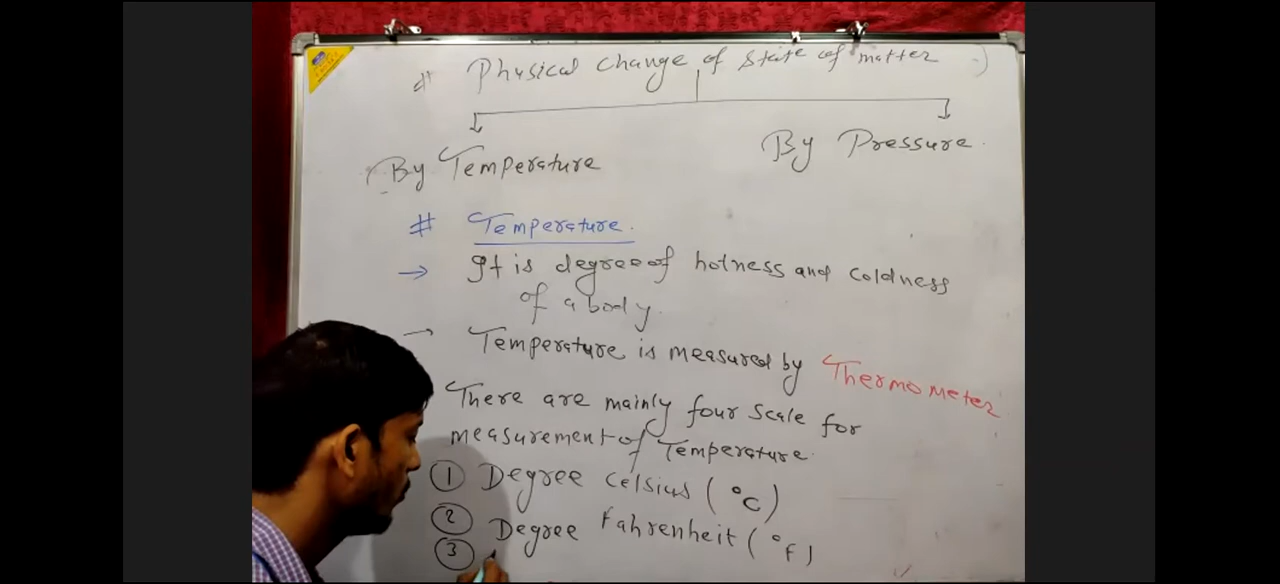 # Physical Change of State of matter :-)
By Temperature
By Pressure.
# Temperature.
→ It is degree of hotness and coldness
of a body.
→ Temperature is measured by Thermometer
There are mainly four Scale for
measurement of Temperature.
① Degree Celsius (°C)
② Degree Fahrenheit (°F)
③